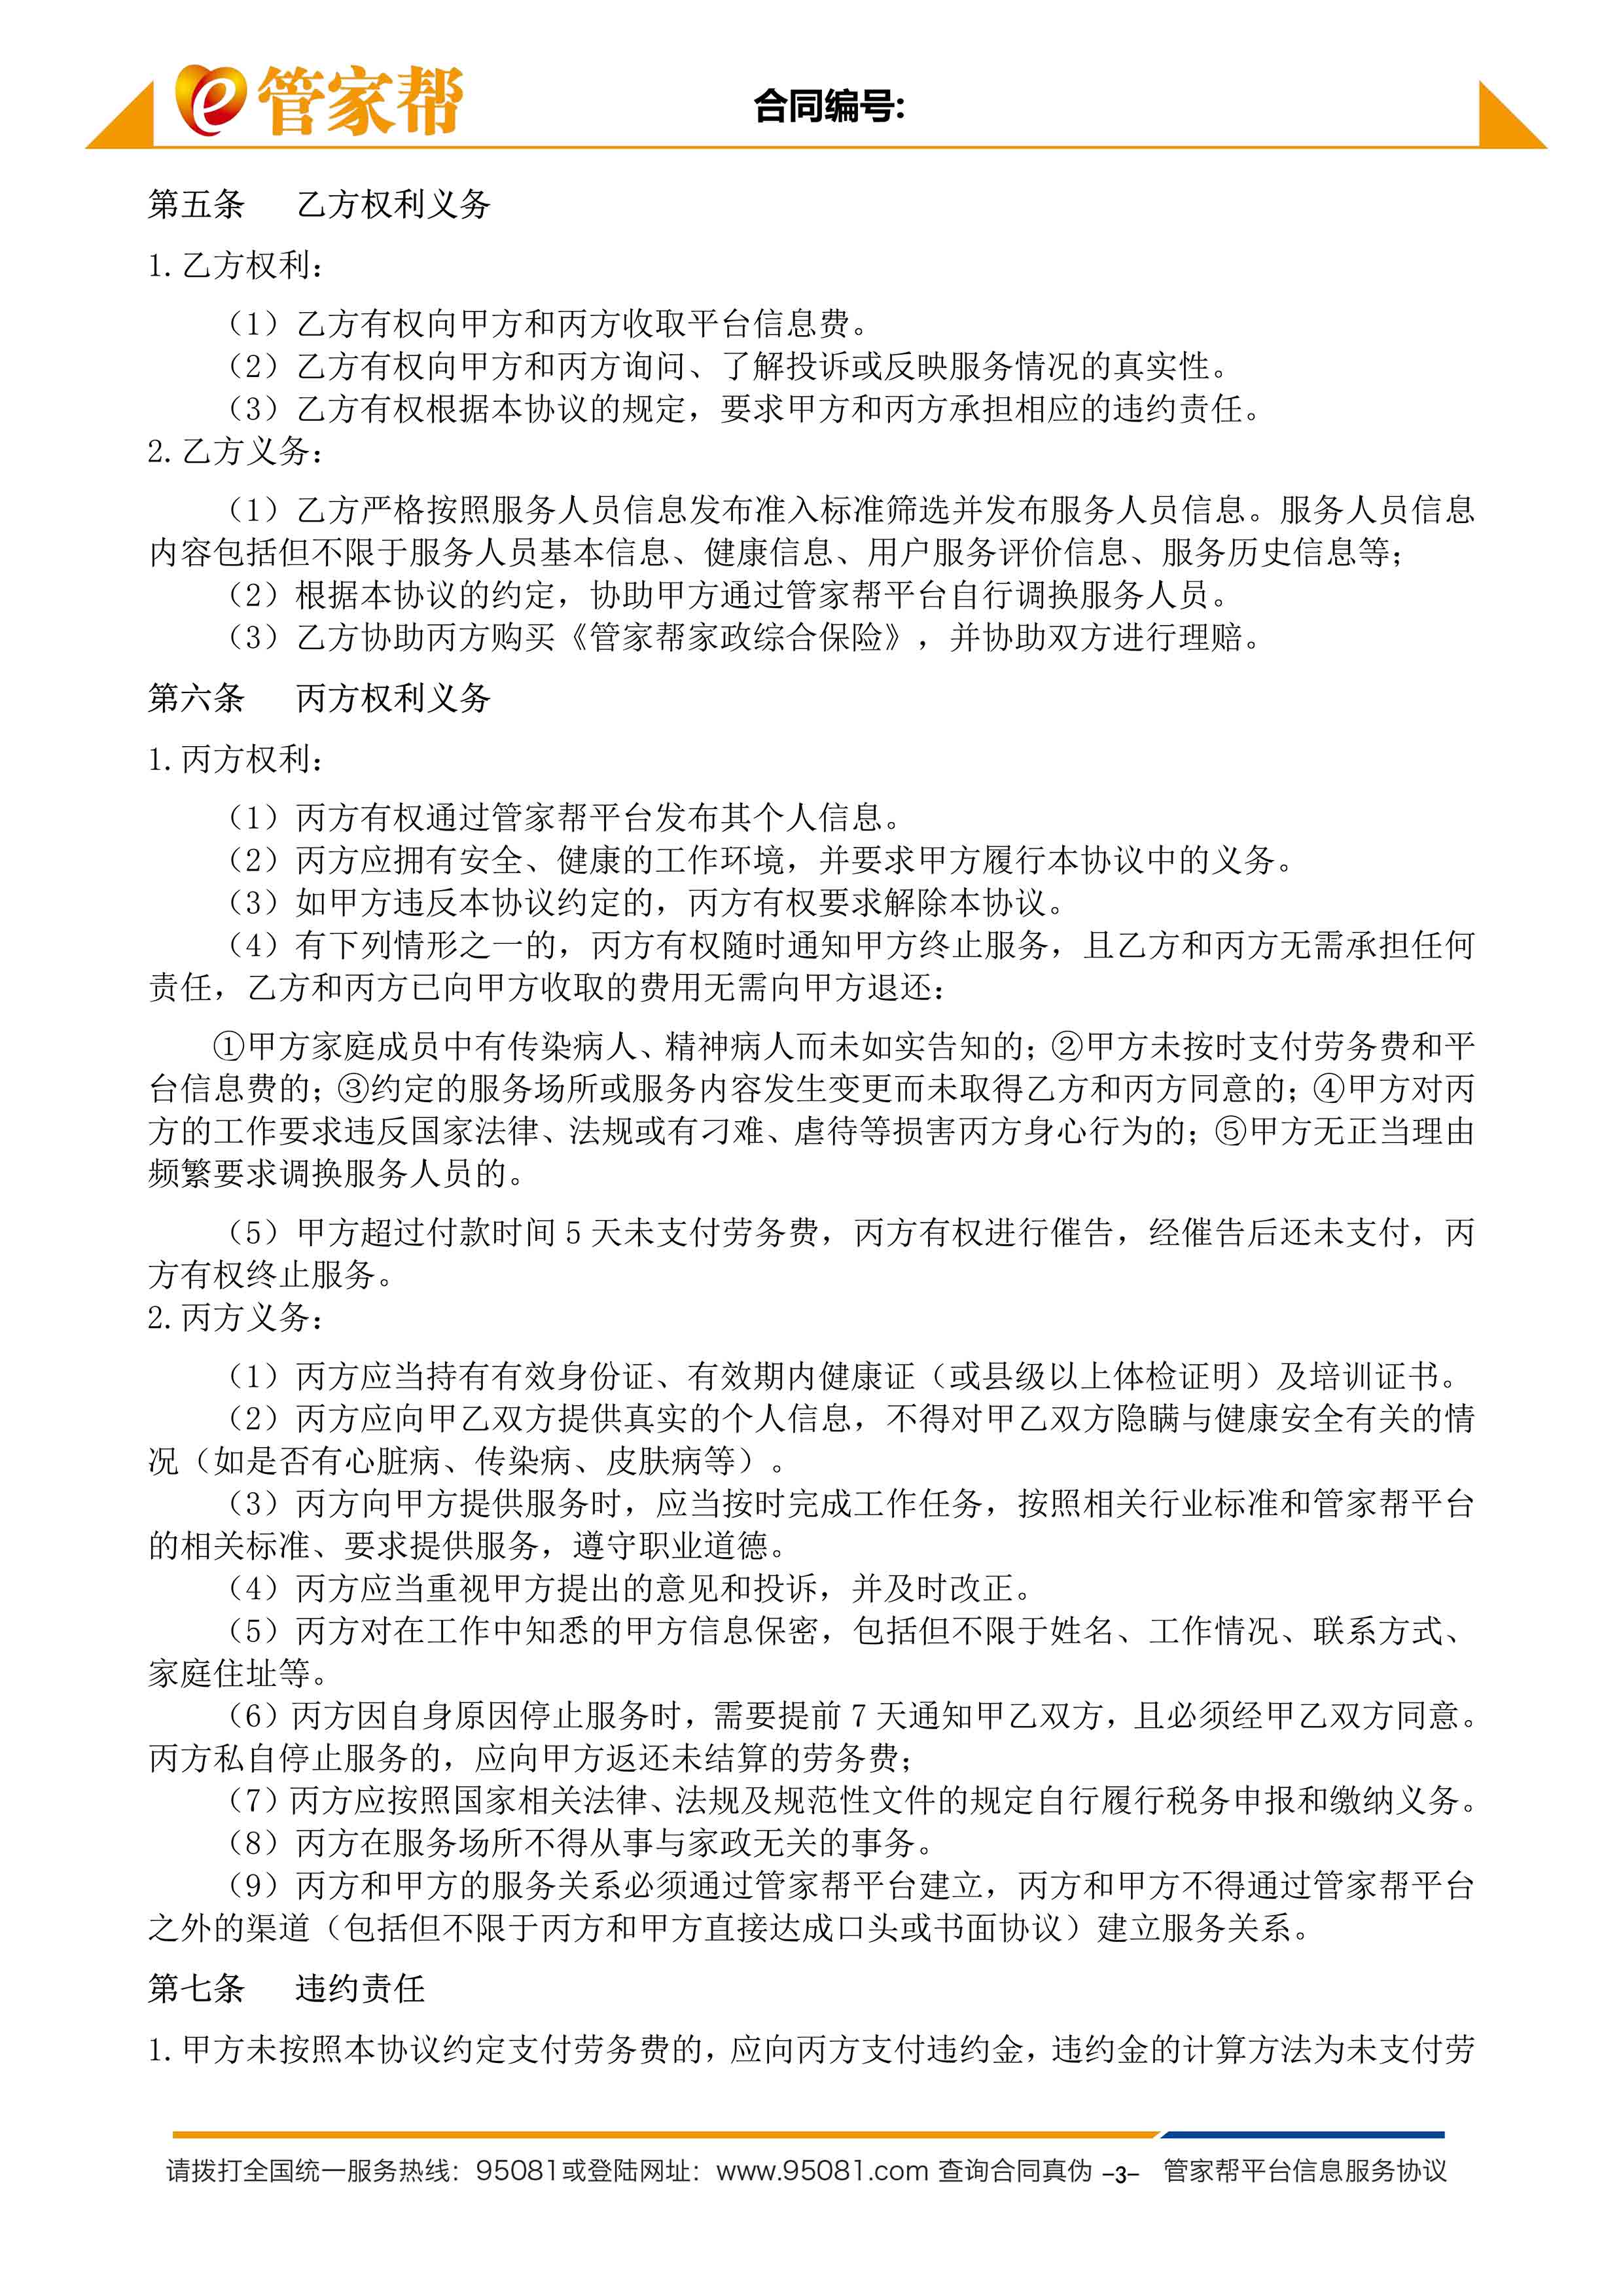 管家帮
合同编号:
第五条 乙方权利义务
1.乙方权利：
（1）乙方有权向甲方和丙方收取平台信息费。
（2）乙方有权向甲方和丙方询问、了解投诉或反映服务情况的真实性。
（3）乙方有权根据本协议的规定，要求甲方和丙方承担相应的违约责任。
2.乙方义务：
（1）乙方严格按照服务人员信息发布准入标准筛选并发布服务人员信息。服务人员信息
内容包括但不限于服务人员基本信息、健康信息、用户服务评价信息、服务历史信息等；
（2）根据本协议的约定，协助甲方通过管家帮平台自行调换服务人员。
（3）乙方协助丙方购买《管家帮家政综合保险》，并协助双方进行理赔。
第六条 丙方权利义务
1.丙方权利：
（1）丙方有权通过管家帮平台发布其个人信息。
（2）丙方应拥有安全、健康的工作环境，并要求甲方履行本协议中的义务。
（3）如甲方违反本协议约定的，丙方有权要求解除本协议。
（4）有下列情形之一的，丙方有权随时通知甲方终止服务，且乙方和丙方无需承担任何
责任，乙方和丙方已向甲方收取的费用无需向甲方退还：
①甲方家庭成员中有传染病人、精神病人而未如实告知的；②甲方未按时支付劳务费和平
台信息费的；③约定的服务场所或服务内容发生变更而未取得乙方和丙方同意的；④甲方对丙
方的工作要求违反国家法律、法规或有刁难、虐待等损害丙方身心行为的；⑤甲方无正当理由
频繁要求调换服务人员的。
（5）甲方超过付款时间 5 天未支付劳务费，丙方有权进行催告，经催告后还未支付，丙
方有权终止服务。
2.丙方义务：
（1）丙方应当持有有效身份证、有效期内健康证（或县级以上体检证明）及培训证书。
（2）丙方应向甲乙双方提供真实的个人信息，不得对甲乙双方隐瞒与健康安全有关的情
况（如是否有心脏病、传染病、皮肤病等）。
（3）丙方向甲方提供服务时，应当按时完成工作任务，按照相关行业标准和管家帮平台
的相关标准、要求提供服务，遵守职业道德。
（4）丙方应当重视甲方提出的意见和投诉，并及时改正。
（5）丙方对在工作中知悉的甲方信息保密，包括但不限于姓名、工作情况、联系方式、
家庭住址等。
（6）丙方因自身原因停止服务时，需要提前 7 天通知甲乙双方，且必须经甲乙双方同意。
丙方私自停止服务的，应向甲方返还未结算的劳务费；
（7）丙方应按照国家相关法律、法规及规范性文件的规定自行履行税务申报和缴纳义务。
（8）丙方在服务场所不得从事与家政无关的事务。
（9）丙方和甲方的服务关系必须通过管家帮平台建立，丙方和甲方不得通过管家帮平台
之外的渠道（包括但不限于丙方和甲方直接达成口头或书面协议）建立服务关系。
第七条 违约责任
1.甲方未按照本协议约定支付劳务费的，应向丙方支付违约金，违约金的计算方法为未支付劳
请拨打全国统一服务热线：95081或登陆网址：www.95081.com 查询合同真伪 -3- 管家帮平台信息服务协议